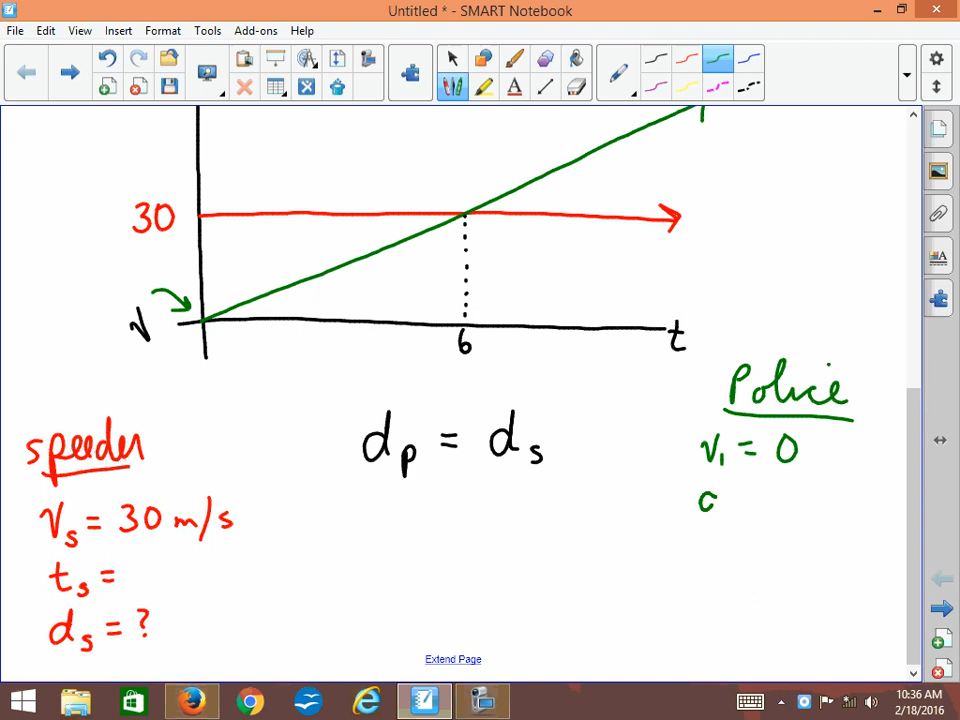 Untitled * - SMART Notebook
File Edit View Insert Format Tools Add-ons Help
30
v
6
t
Police
speeder
dp = ds
v1 = 0
a
vs = 30 m/s
ts =
ds = ?
Extend Page
10:36 AM
2/18/2016